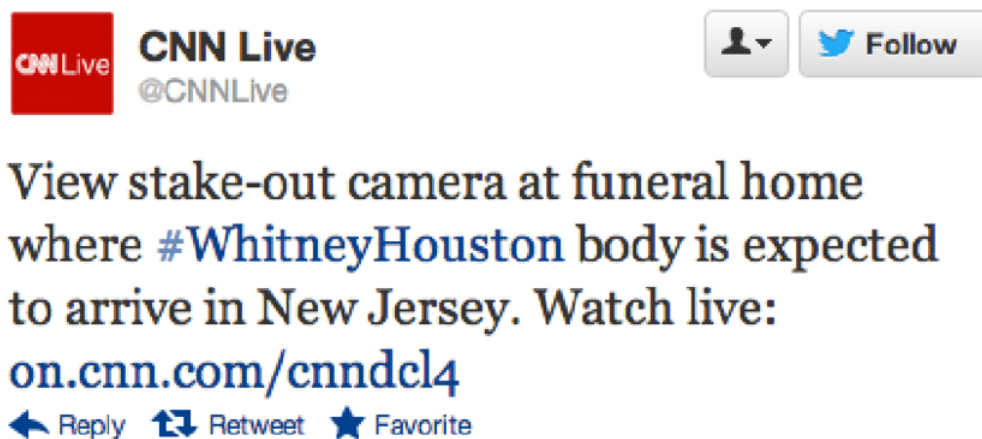 CNN Live
CNN Live
@CNNLive
Follow
View stake-out camera at funeral home
where #WhitneyHouston body is expected
to arrive in New Jersey. Watch live:
on.cnn.com/cnndcl4
Reply Retweet Favorite